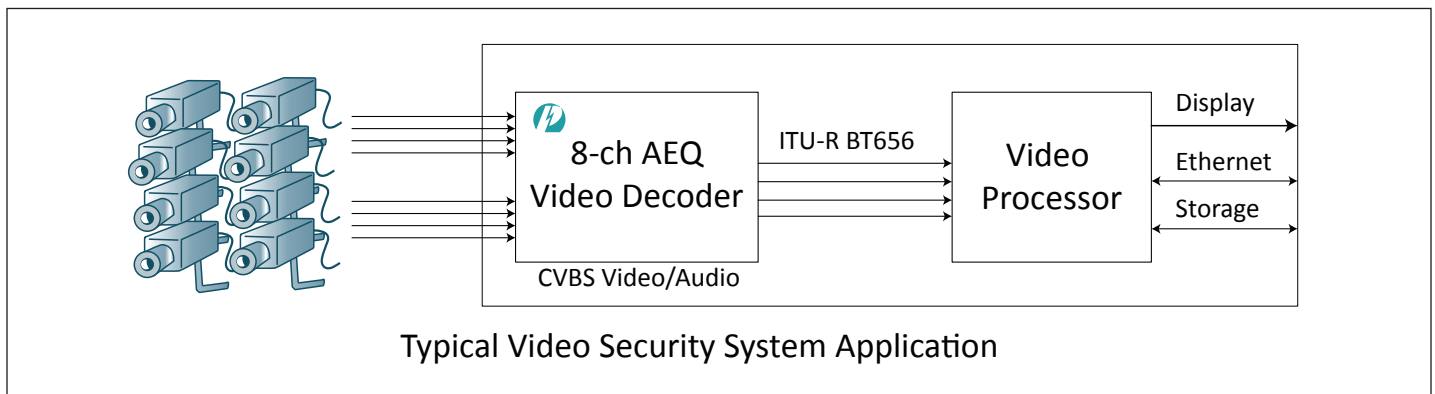 8-ch AEQ
Video Decoder
CVBS Video/Audio
ITU-R BT656
Video
Processor
Display
Ethernet
Storage
Typical Video Security System Application